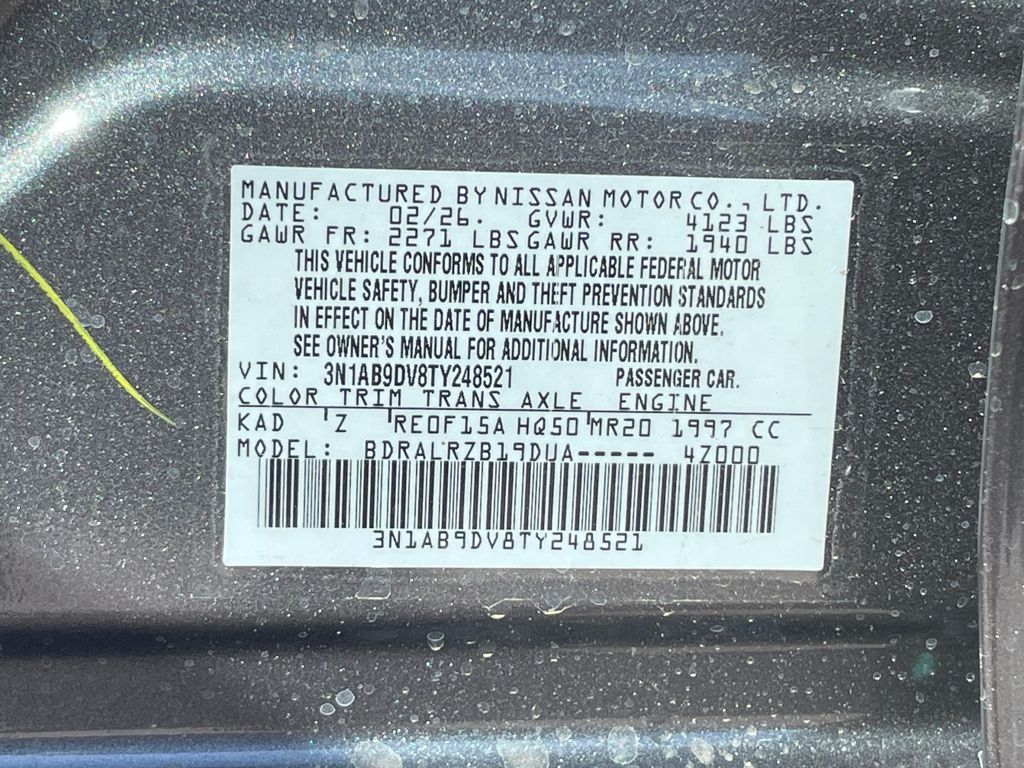 MANUFACTURED BY NISSAN MOTOR CO., LTD.
DATE: 02/26. GVWR: 4123 LBS
GAWR FR: 2271 LBS GAWR RR: 1940 LBS
THIS VEHICLE CONFORMS TO ALL APPLICABLE FEDERAL MOTOR
VEHICLE SAFETY, BUMPER AND THEFT PREVENTION STANDARDS
IN EFFECT ON THE DATE OF MANUFACTURE SHOWN ABOVE.
SEE OWNER'S MANUAL FOR ADDITIONAL INFORMATION.
VIN: 3N1AB9DV8TY248521 PASSENGER CAR.
COLOR TRIM TRANS AXLE ENGINE
KAD Z RE0F15A HQ50 MR20 1997 CC
MODEL: BDRALRZB19DUA----- 4Z000
3N1AB9DV8TY248521